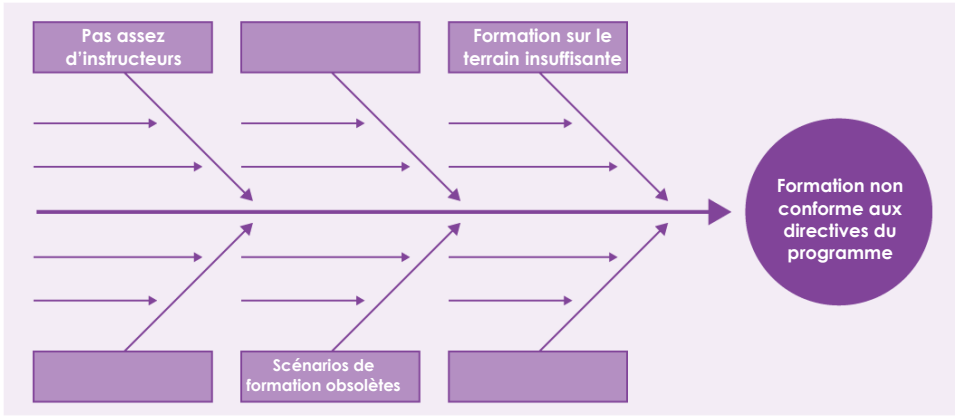 Pas assez
d’instructeurs
Formation sur le
terrain insuffisante
Formation non
conforme aux
directives du
programme
Scénarios de
formation obsolètes